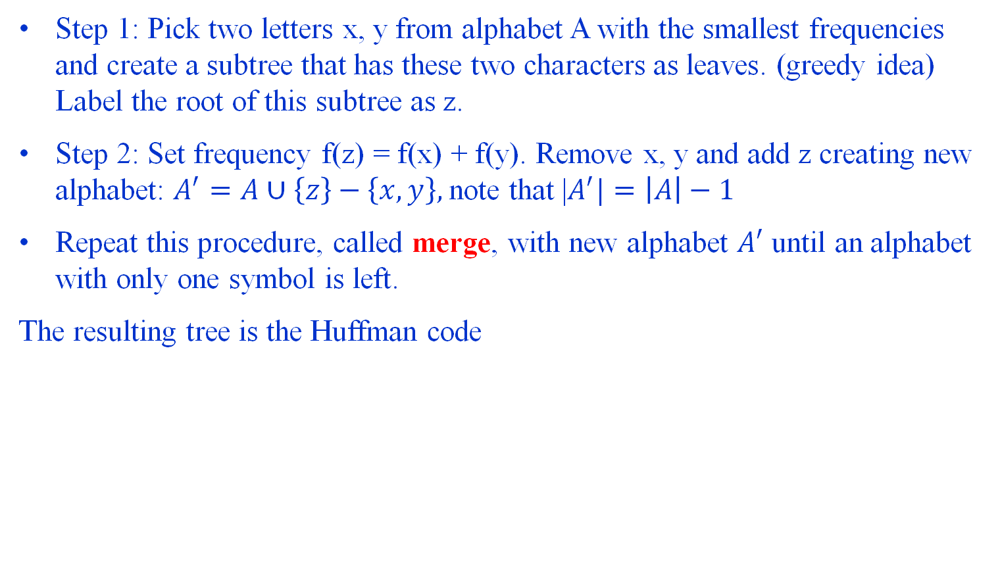 • Step 1: Pick two letters x, y from alphabet A with the smallest frequencies
and create a subtree that has these two characters as leaves. (greedy idea)
Label the root of this subtree as z.
• Step 2: Set frequency f(z) = f(x) + f(y). Remove x, y and add z creating new
alphabet: A′ = A ∪ {z} − {x, y}, note that |A′| = |A| − 1
• Repeat this procedure, called merge, with new alphabet A′ until an alphabet
with only one symbol is left.
The resulting tree is the Huffman code